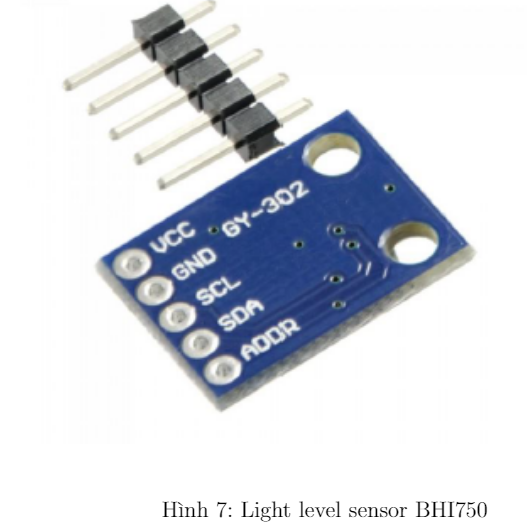 VCC
GY-302
GND
SCL
SDA
ADDR
Hình 7: Light level sensor BHI750